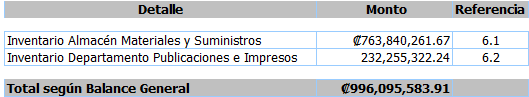 Detalle Monto Referencia
Inventario Almacén Materiales y Suministros ₡763,840,261.67 6.1
Inventario Departamento Publicaciones e Impresos 232,255,322.24 6.2
Total según Balance General ₡996,095,583.91